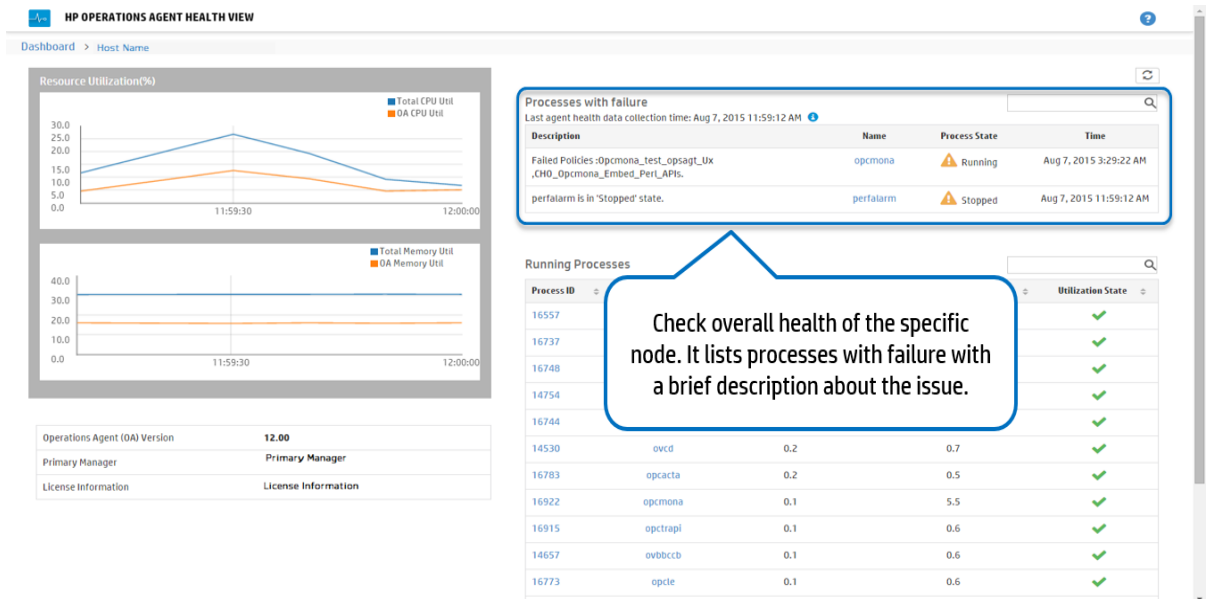 HP OPERATIONS AGENT HEALTH VIEW
?
Dashboard > Host Name
Resource Utilization(%)
Total CPU Util
OA CPU Util
30.0
25.0
20.0
15.0
10.0
5.0
0.0
11:59:30 12:00:00
Total Memory Util
OA Memory Util
40.0
30.0
20.0
10.0
0.0
11:59:30 12:00:00
Operations Agent (OA) Version 12.00
Primary Manager Primary Manager
License Information License Information
Processes with failure
Last agent health data collection time: Aug 7, 2015 11:59:12 AM
Description Name Process State Time
Failed Policies :Opcmona_test_opsagt_Ux opcmona Running Aug 7, 2015 3:29:22 AM
,CHO_Opcmona_Embed_Perl_APIs.
perfalarm is in 'Stopped' state. perfalarm Stopped Aug 7, 2015 11:59:12 AM
Running Processes
Process ID Utilization State
16557
16737
16748
14754
16744
Check overall health of the specific
node. It lists processes with failure with
a brief description about the issue.
14530 ovcd 0.2 0.7
16783 opcacta 0.2 0.5
16922 opcmona 0.1 5.5
16915 opctrapi 0.1 0.6
14657 ovbbccb 0.1 0.6
16773 opcle 0.1 0.6